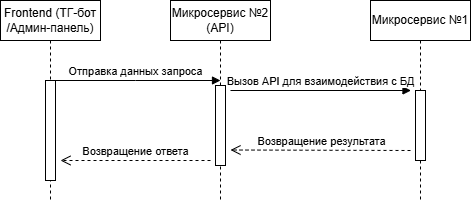 Frontend (ТГ-бот
/Админ-панель)
Микросервис №2
(API)
Микросервис №1
Отправка данных запроса
Вызов API для взаимодействия с БД
Возвращение результата
Возвращение ответа